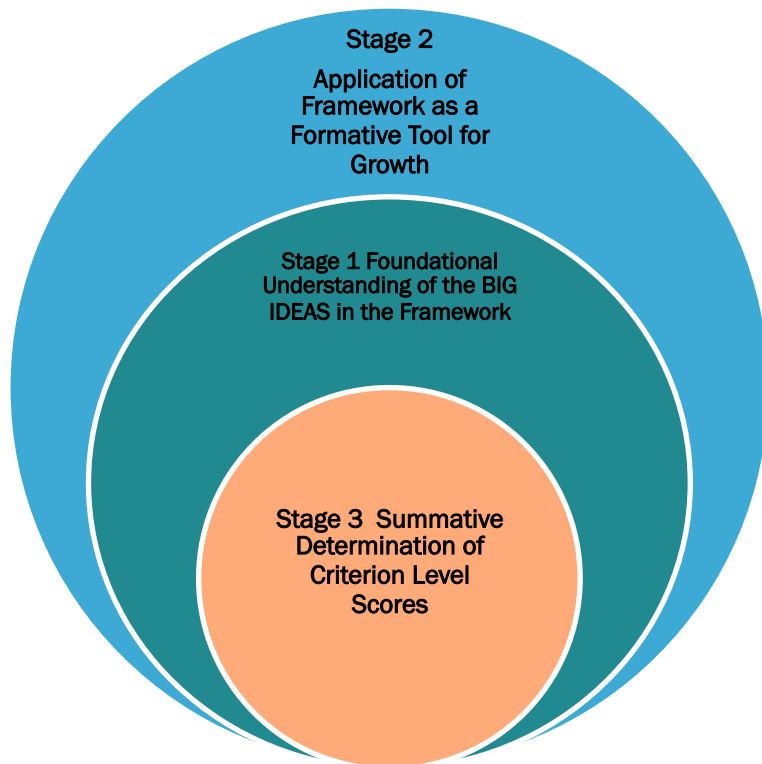 Stage 2
Application of
Framework as a
Formative Tool for
Growth
Stage 1 Foundational
Understanding of the BIG
IDEAS in the Framework
Stage 3  Summative
Determination of
Criterion Level
Scores